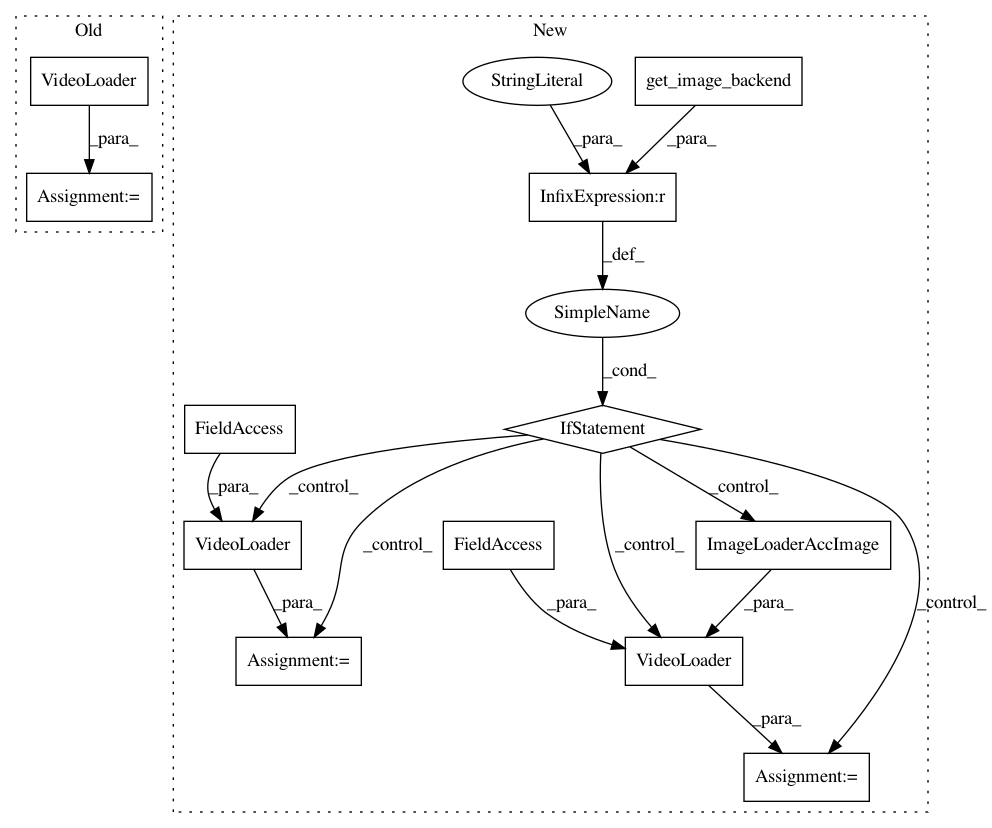 Old
New
VideoLoader
StringLiteral
get_image_backend
_para_
_para_
_para_
Assignment:=
InfixExpression:r
_def_
SimpleName
_cond_
FieldAccess
IfStatement
_para_
_control_
_control_
VideoLoader
_control_
FieldAccess
_control_
ImageLoaderAccImage
_para_
_para_
_para_
_control_
Assignment:=
VideoLoader
_para_
Assignment:=